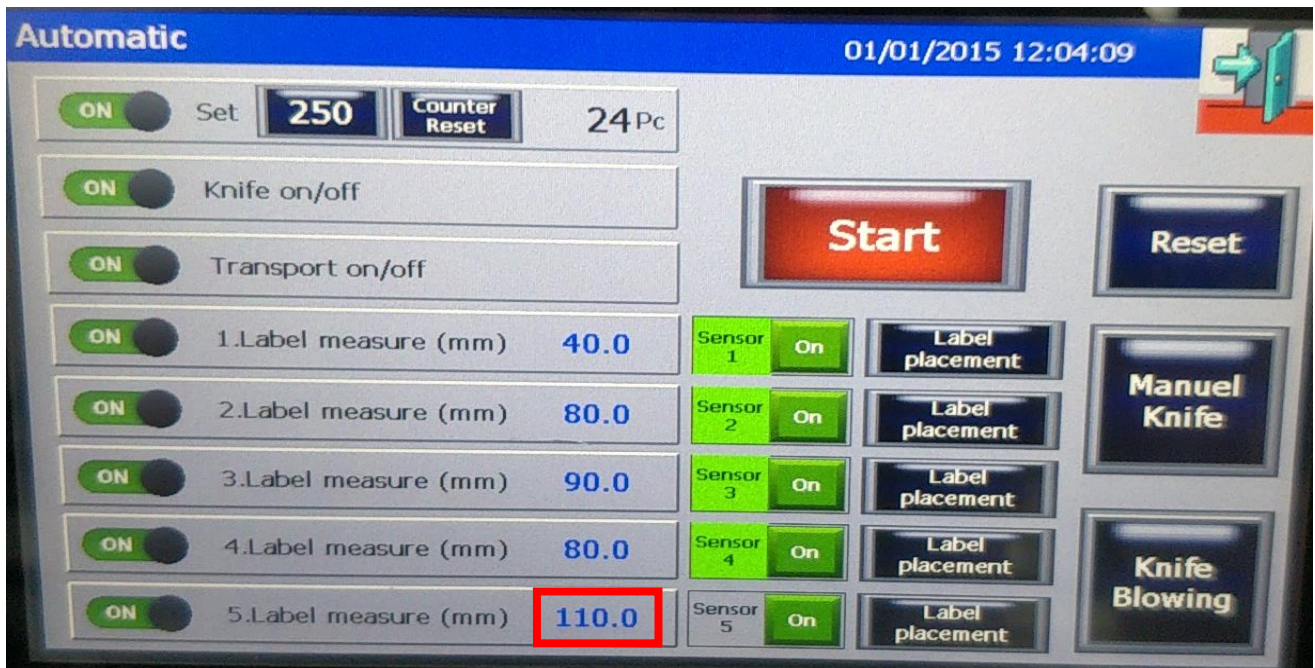 Automatic 01/01/2015 12:04:09
ON Set 250 Counter Reset 24 Pc
ON Knife on/off
ON Transport on/off
Start
Reset
ON 1.Label measure (mm) 40.0 Sensor 1 On Label placement
ON 2.Label measure (mm) 80.0 Sensor 2 On Label placement
Manuel Knife
ON 3.Label measure (mm) 90.0 Sensor 3 On Label placement
ON 4.Label measure (mm) 80.0 Sensor 4 On Label placement
ON 5.Label measure (mm) 110.0 Sensor 5 On Label placement
Knife Blowing